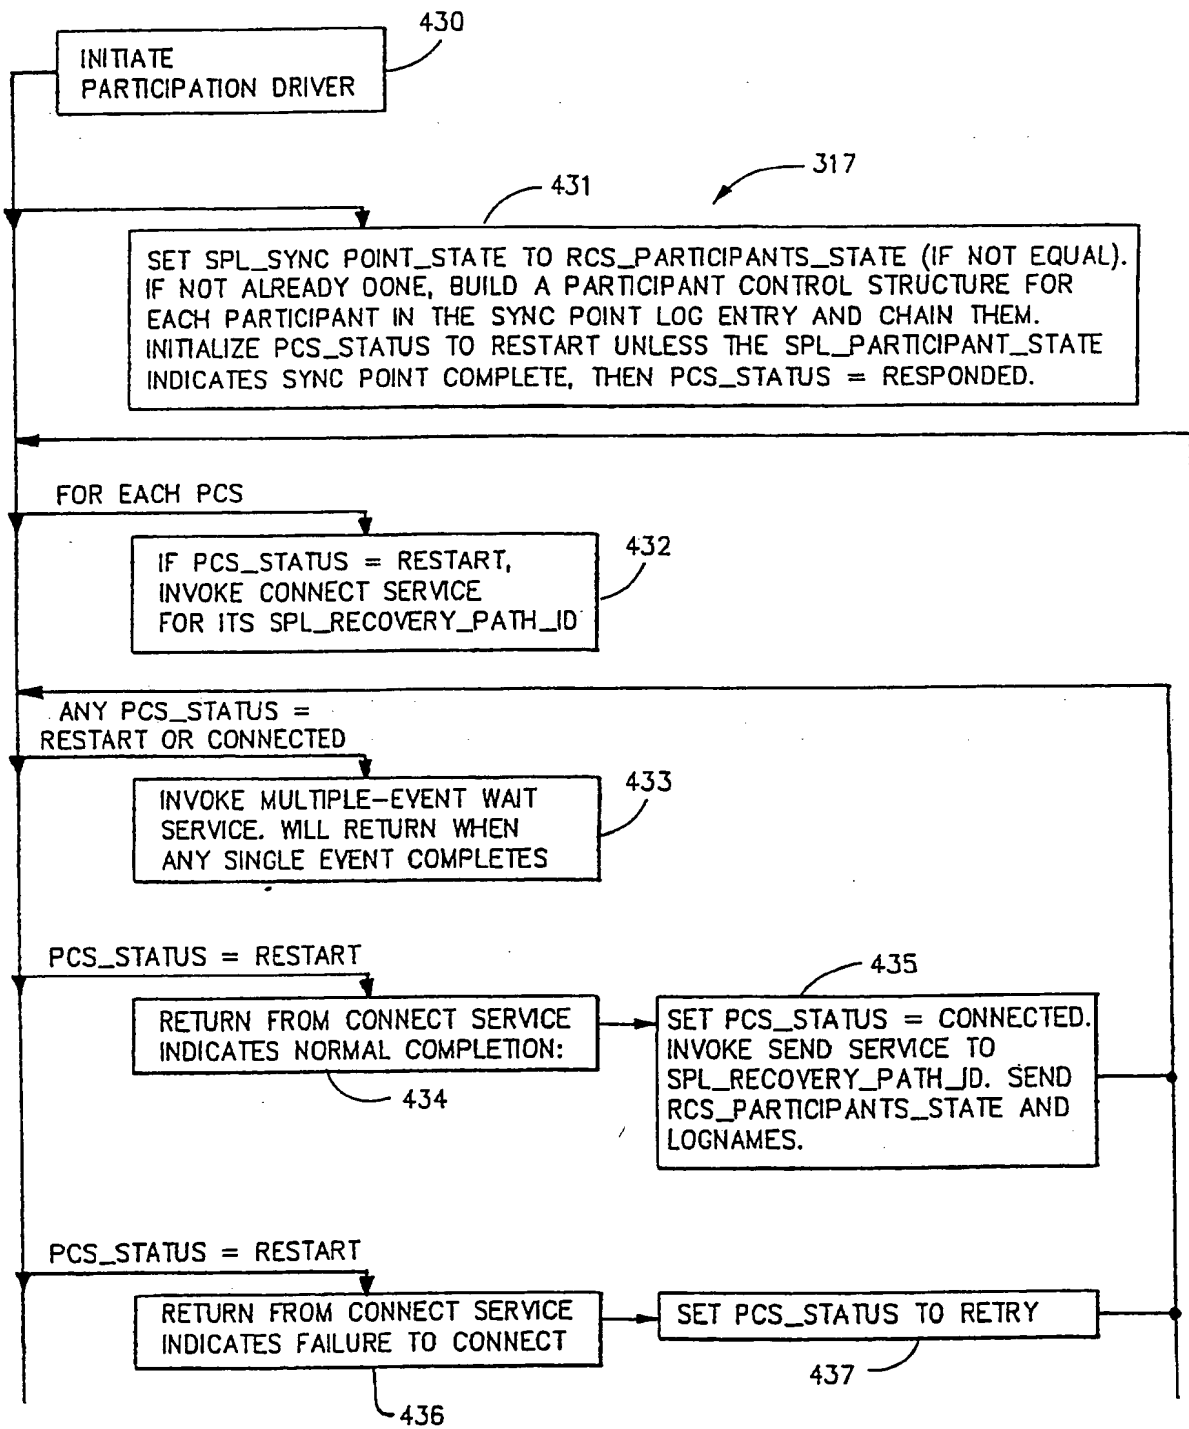 430
INITIATE
PARTICIPATION DRIVER
317
431
SET SPL_SYNC POINT_STATE TO RCS_PARTICIPANTS_STATE (IF NOT EQUAL).
IF NOT ALREADY DONE, BUILD A PARTICIPANT CONTROL STRUCTURE FOR
EACH PARTICIPANT IN THE SYNC POINT LOG ENTRY AND CHAIN THEM.
INITIALIZE PCS_STATUS TO RESTART UNLESS THE SPL_PARTICIPANT_STATE
INDICATES SYNC POINT COMPLETE, THEN PCS_STATUS = RESPONDED.
FOR EACH PCS
432
IF PCS_STATUS = RESTART,
INVOKE CONNECT SERVICE
FOR ITS SPL_RECOVERY_PATH_ID
ANY PCS_STATUS =
RESTART OR CONNECTED
433
INVOKE MULTIPLE-EVENT WAIT
SERVICE. WILL RETURN WHEN
ANY SINGLE EVENT COMPLETES
PCS_STATUS = RESTART
RETURN FROM CONNECT SERVICE
INDICATES NORMAL COMPLETION:
434
435
SET PCS_STATUS = CONNECTED.
INVOKE SEND SERVICE TO
SPL_RECOVERY_PATH_ID. SEND
RCS_PARTICIPANTS_STATE AND
LOGNAMES.
PCS_STATUS = RESTART
RETURN FROM CONNECT SERVICE
INDICATES FAILURE TO CONNECT
436
SET PCS_STATUS TO RETRY
437